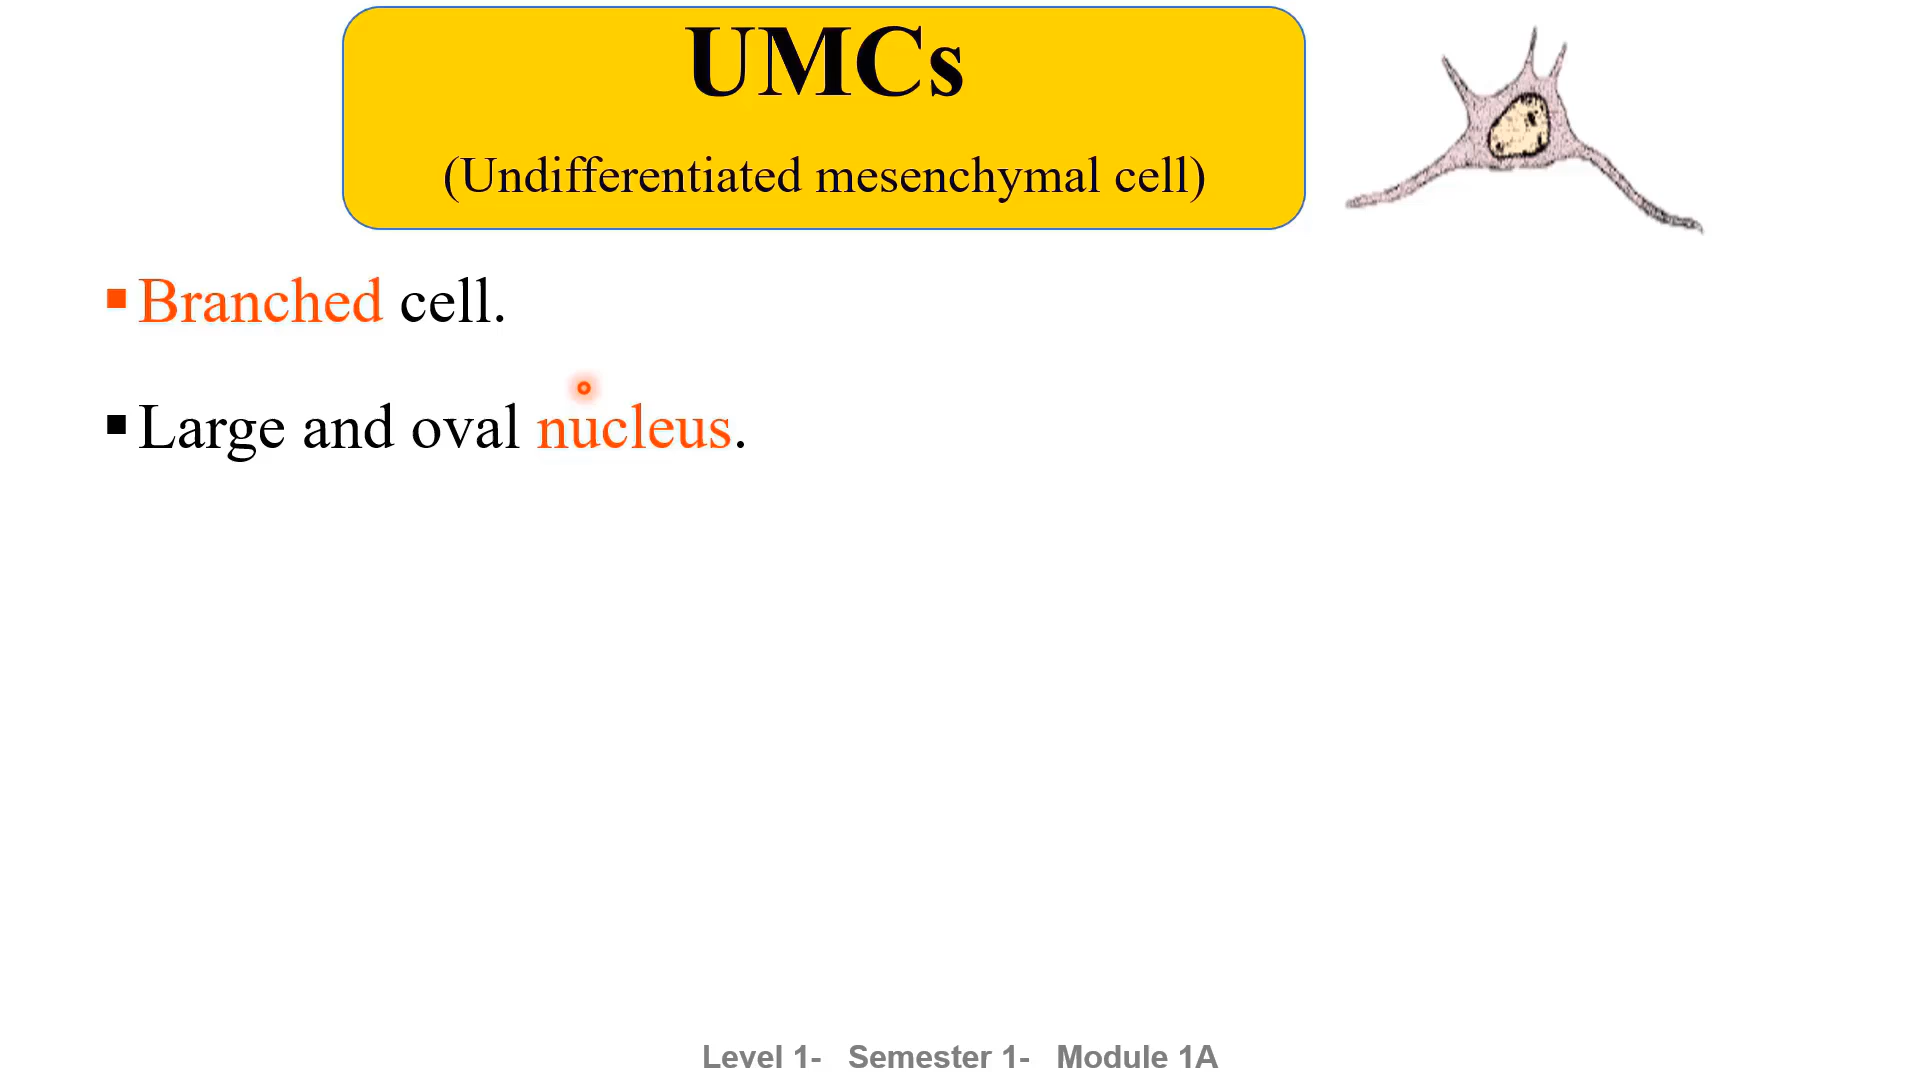 UMCs
(Undifferentiated mesenchymal cell)
▪Branched cell.
▪Large and oval nucleus.
Level 1- Semester 1- Module 1A